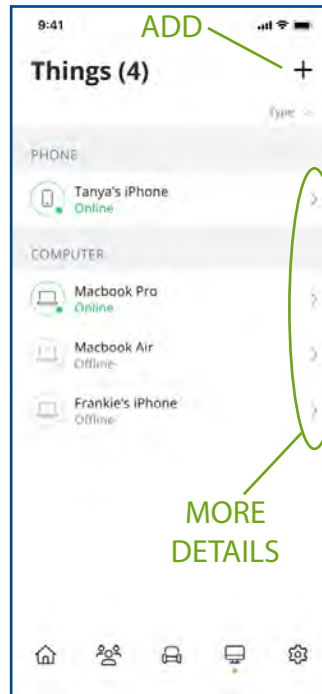 9:41
ADD
Things (4)
Type
PHONE
Tanya's iPhone
Online
COMPUTER
Macbook Pro
Online
Macbook Air
Offline
Frankie's iPhone
Offline
MORE
DETAILS